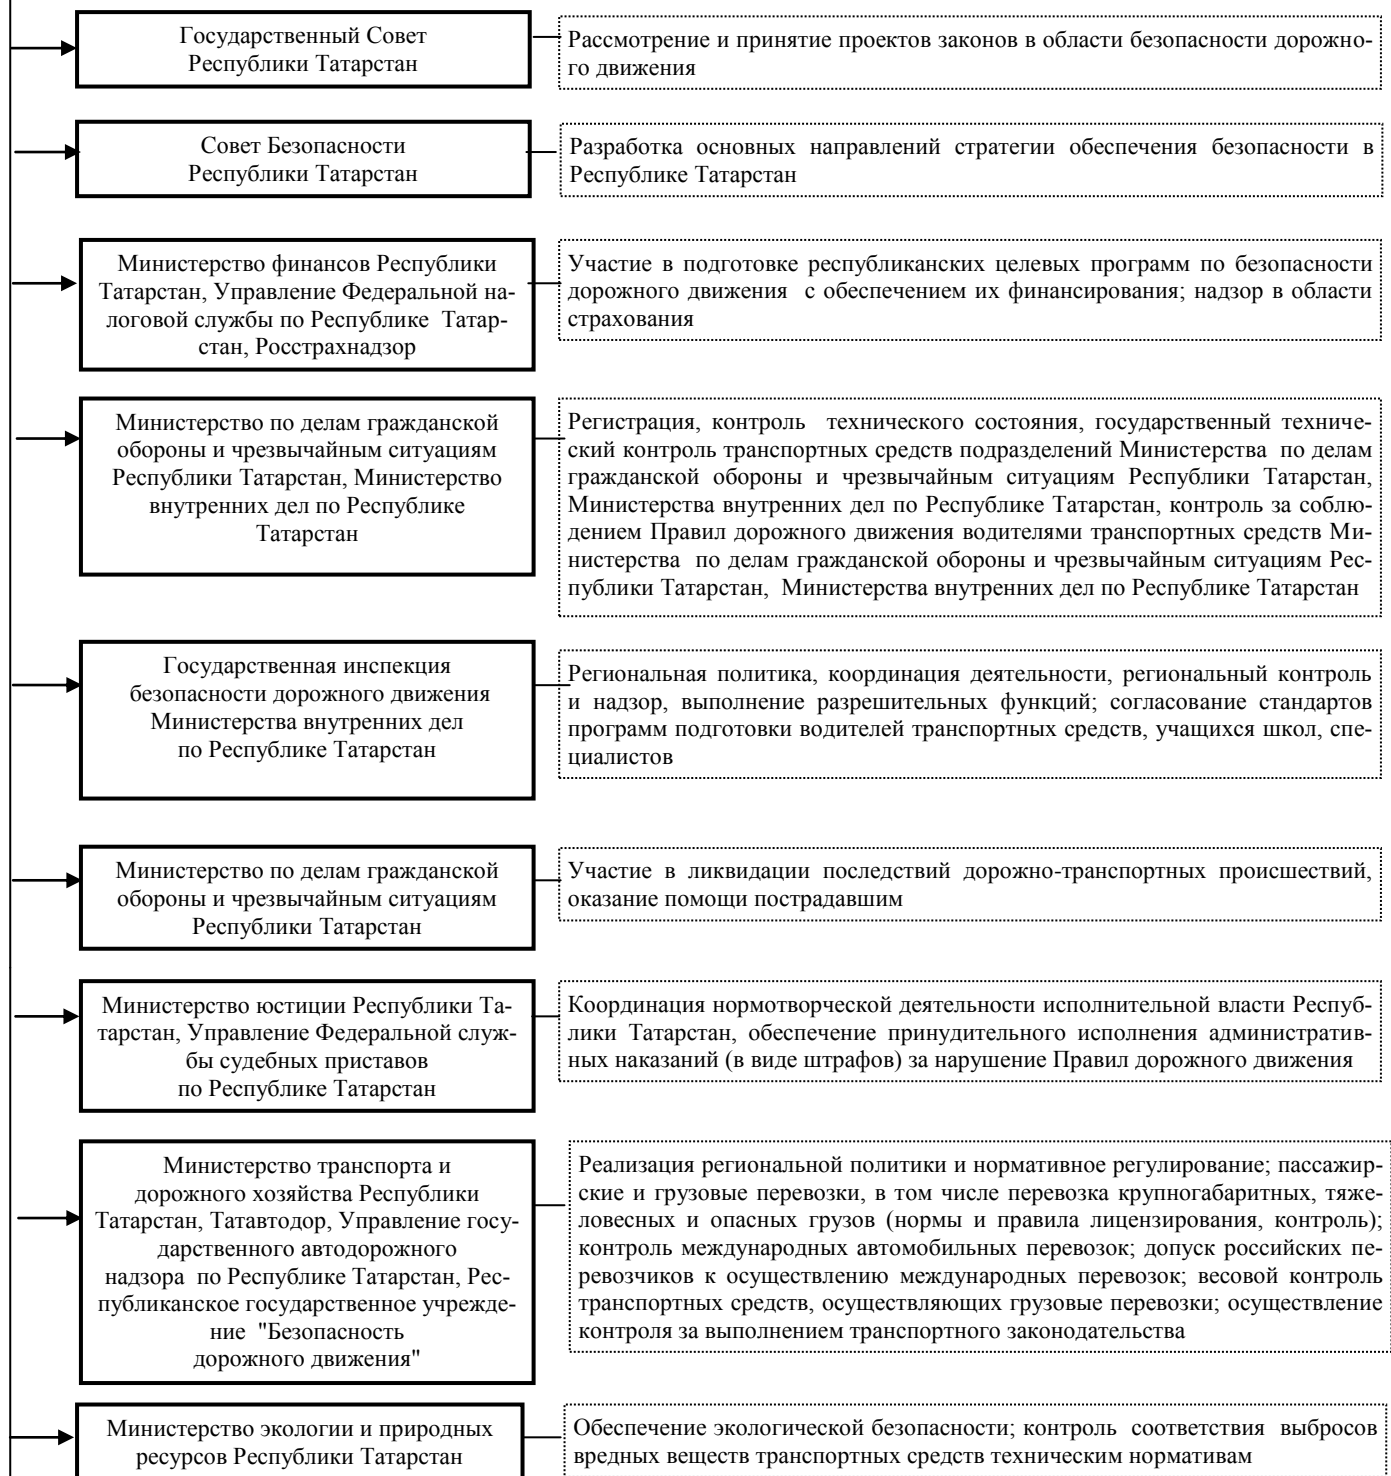 Государственный Совет
Республики Татарстан
Рассмотрение и принятие проектов законов в области безопасности дорожно-
го движения
Совет Безопасности
Республики Татарстан
Разработка основных направлений стратегии обеспечения безопасности в
Республике Татарстан
Министерство финансов Республики
Татарстан, Управление Федеральной на-
логовой службы по Республике Татар-
стан, Росстрахнадзор
Участие в подготовке республиканских целевых программ по безопасности
дорожного движения с обеспечением их финансирования; надзор в области
страхования
Министерство по делам гражданской
обороны и чрезвычайным ситуациям
Республики Татарстан, Министерство
внутренних дел по Республике
Татарстан
Регистрация, контроль технического состояния, государственный техниче-
ский контроль транспортных средств подразделений Министерства по делам
гражданской обороны и чрезвычайным ситуациям Республики Татарстан,
Министерства внутренних дел по Республике Татарстан, контроль за соблю-
дением Правил дорожного движения водителями транспортных средств Ми-
нистерства по делам гражданской обороны и чрезвычайным ситуациям Рес-
публики Татарстан, Министерства внутренних дел по Республике Татарстан
Государственная инспекция
безопасности дорожного движения
Министерства внутренних дел
по Республике Татарстан
Региональная политика, координация деятельности, региональный контроль
и надзор, выполнение разрешительных функций; согласование стандартов
программ подготовки водителей транспортных средств, учащихся школ, спе-
циалистов
Министерство по делам гражданской
обороны и чрезвычайным ситуациям
Республики Татарстан
Участие в ликвидации последствий дорожно-транспортных происшествий,
оказание помощи пострадавшим
Министерство юстиции Республики Та-
тарстан, Управление Федеральной служ-
бы судебных приставов
по Республике Татарстан
Координация нормотворческой деятельности исполнительной власти Респуб-
лики Татарстан, обеспечение принудительного исполнения административ-
ных наказаний (в виде штрафов) за нарушение Правил дорожного движения
Министерство транспорта и
дорожного хозяйства Республики
Татарстан, Татавтодор, Управление госу-
дарственного автодорожного
надзора по Республике Татарстан, Рес-
публиканское государственное учрежде-
ние "Безопасность
дорожного движения"
Реализация региональной политики и нормативное регулирование; пассажир-
ские и грузовые перевозки, в том числе перевозка крупногабаритных, тяже-
ловесных и опасных грузов (нормы и правила лицензирования, контроль);
контроль международных автомобильных перевозок; допуск российских пе-
ревозчиков к осуществлению международных перевозок; весовой контроль
транспортных средств, осуществляющих грузовые перевозки; осуществление
контроля за выполнением транспортного законодательства
Министерство экологии и природных
ресурсов Республики Татарстан
Обеспечение экологической безопасности; контроль соответствия выбросов
вредных веществ транспортных средств техническим нормативам